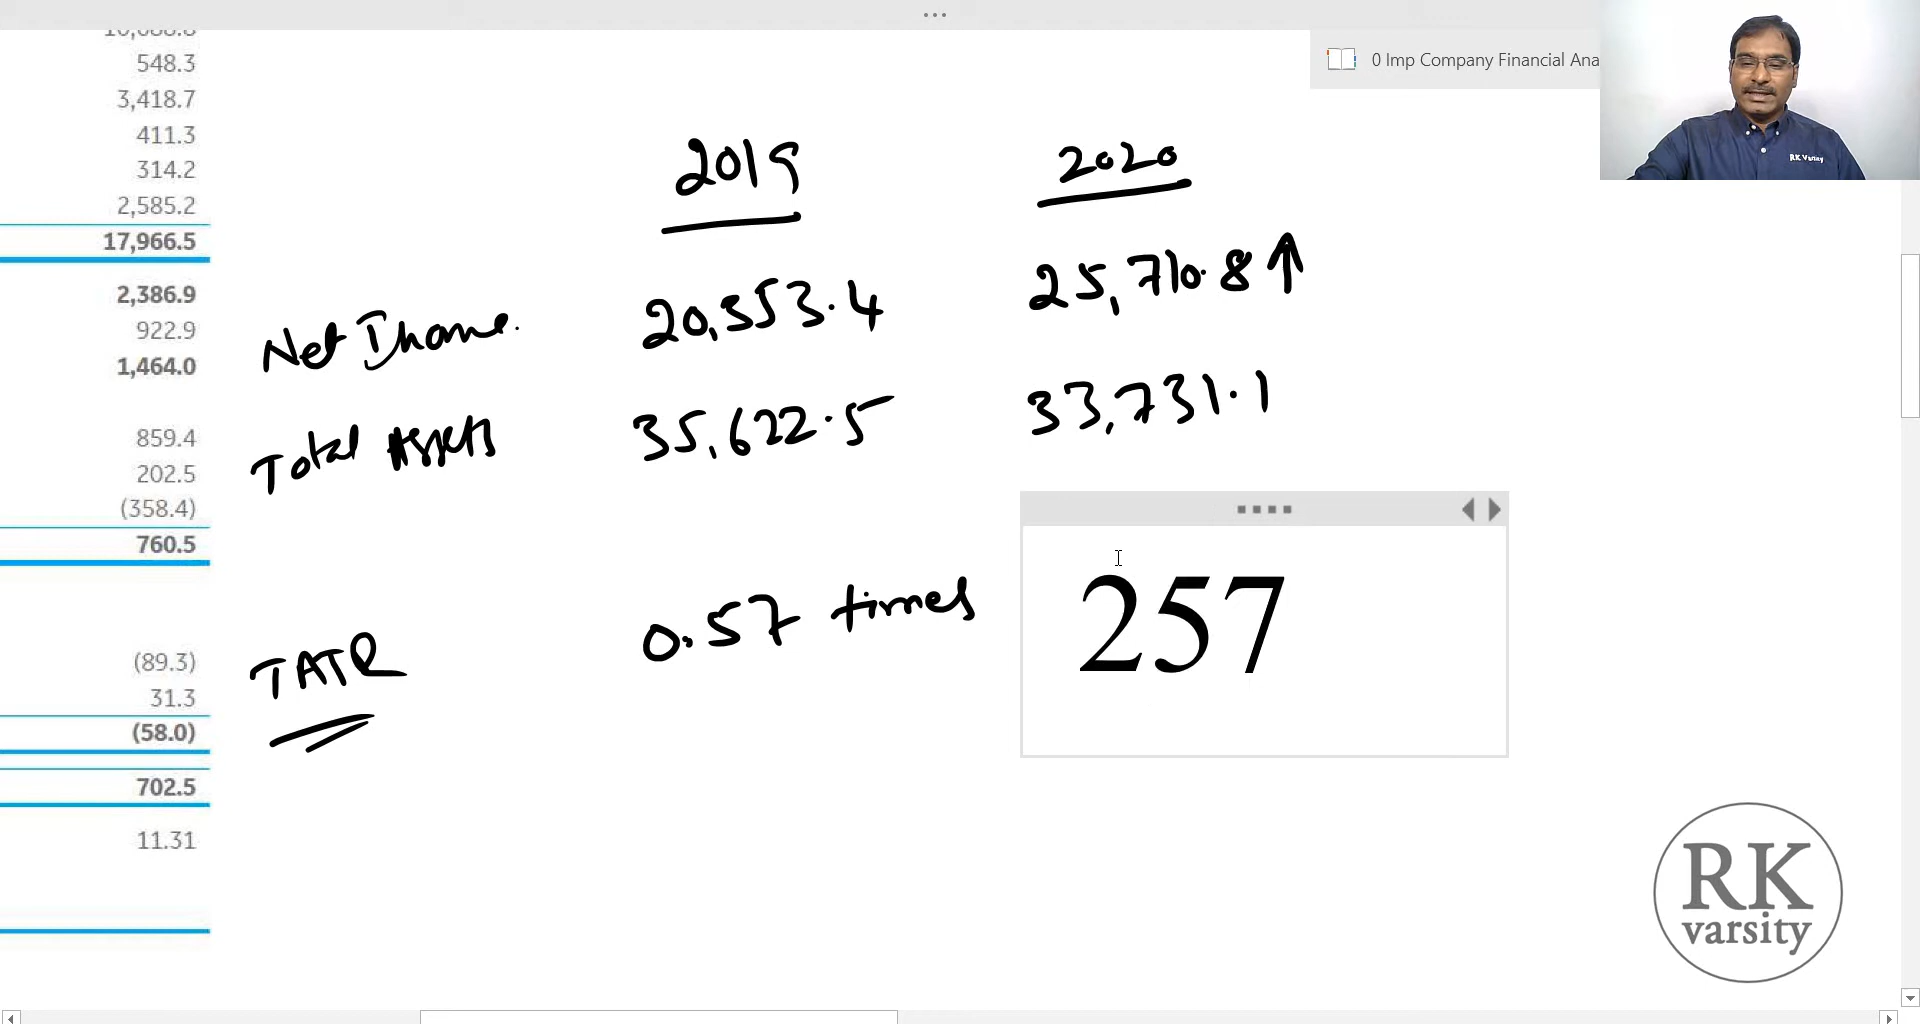 548.3
3,418.7
411.3
314.2
2,585.2
17,966.5
2,386.9
922.9
1,464.0
859.4
202.5
(358.4)
760.5
(89.3)
31.3
(58.0)
702.5
11.31
0 Imp Company Financial Ana
RK Varsity
2019 2020
Net Income. 20,353.4 25,710.8 ↑
Total Assets 35,622.5 33,731.1
TATR 0.57 times 257
RK
varsity